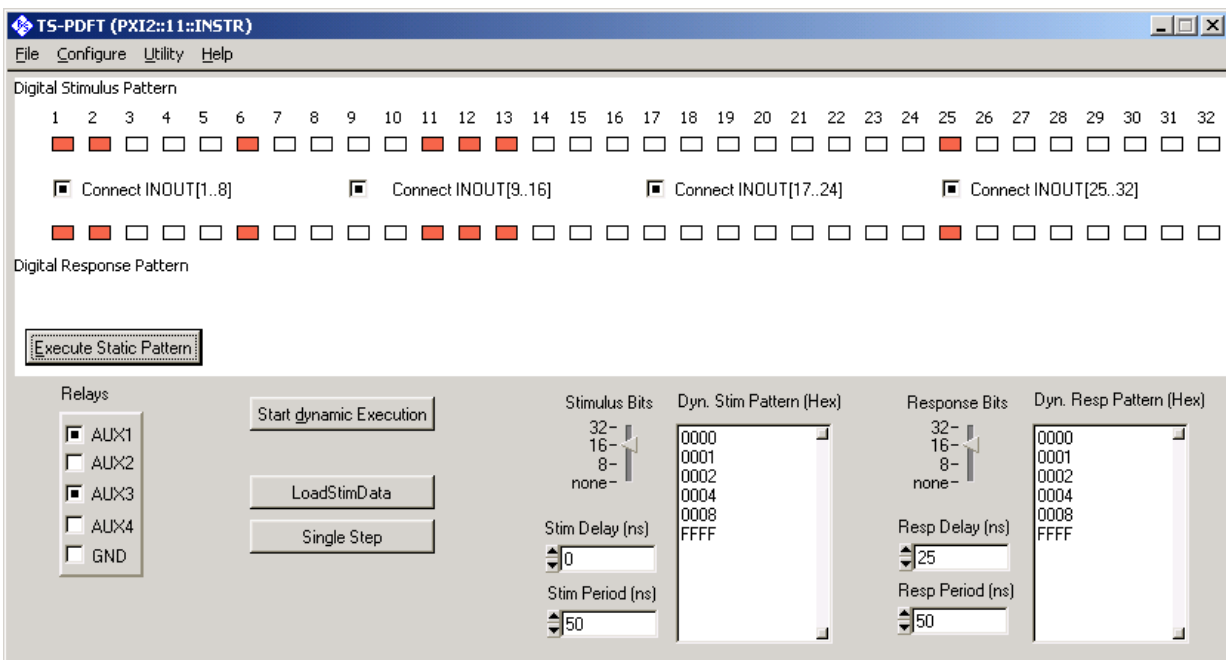 TS-PDFT (PXI2::11::INSTR)
File Configure Utility Help
Digital Stimulus Pattern
1 2 3 4 5 6 7 8 9 10 11 12 13 14 15 16 17 18 19 20 21 22 23 24 25 26 27 28 29 30 31 32
Connect INOUT[1..8] Connect INOUT[9..16] Connect INOUT[17..24] Connect INOUT[25..32]
Digital Response Pattern
Execute Static Pattern
Relays
AUX1
AUX2
AUX3
AUX4
GND
Start dynamic Execution
LoadStimData
Single Step
Stimulus Bits
32-
16-
8-
none-
Stim Delay (ns)
0
Stim Period (ns)
50
Dyn. Stim Pattern (Hex)
0000
0001
0002
0004
0008
FFFF
Response Bits
32-
16-
8-
none-
Resp Delay (ns)
25
Resp Period (ns)
50
Dyn. Resp Pattern (Hex)
0000
0001
0002
0004
0008
FFFF